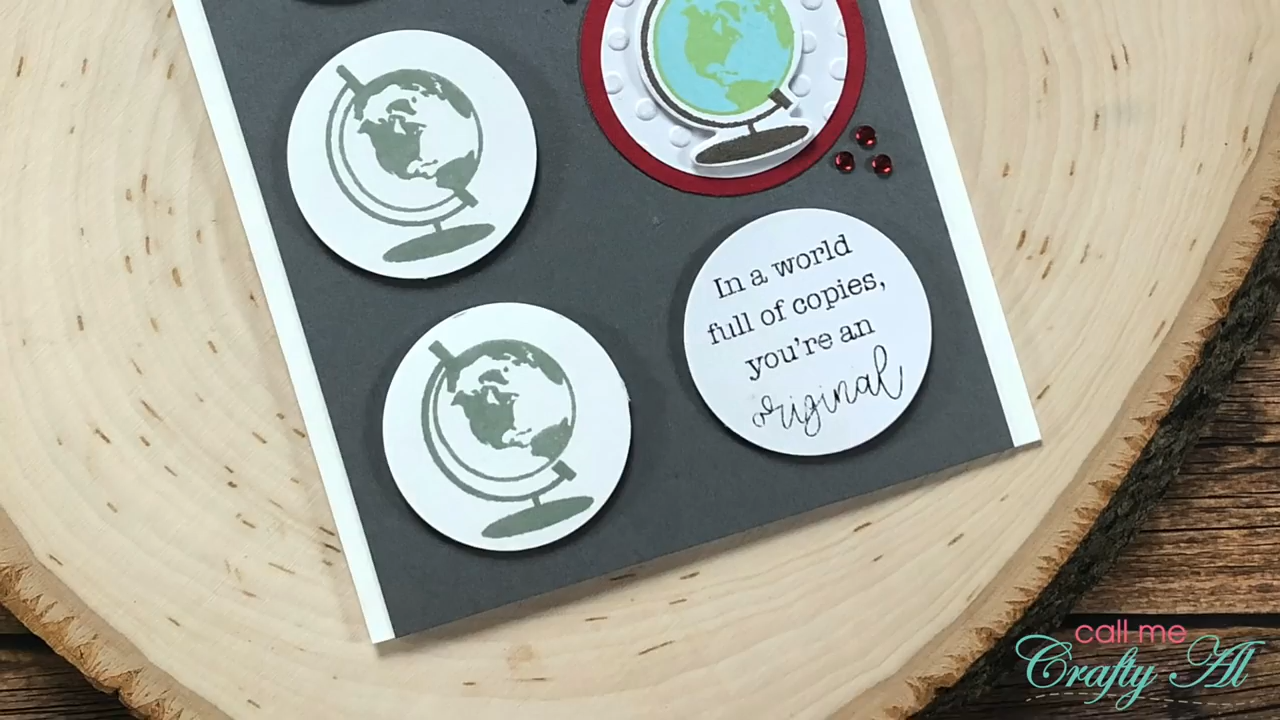 In a world
full of copies,
you're an
original
call me
Crafty Al